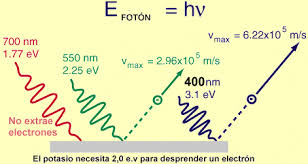 E FOTÓN = hν
700 nm
1.77 eV
550 nm
2.25 eV
vmax = 2.96x10⁵ m/s
vmax = 6.22x10⁵ m/s
400nm
3.1 eV
No extrae
electrones
El potasio necesita 2,0 e.v para desprender un electrón